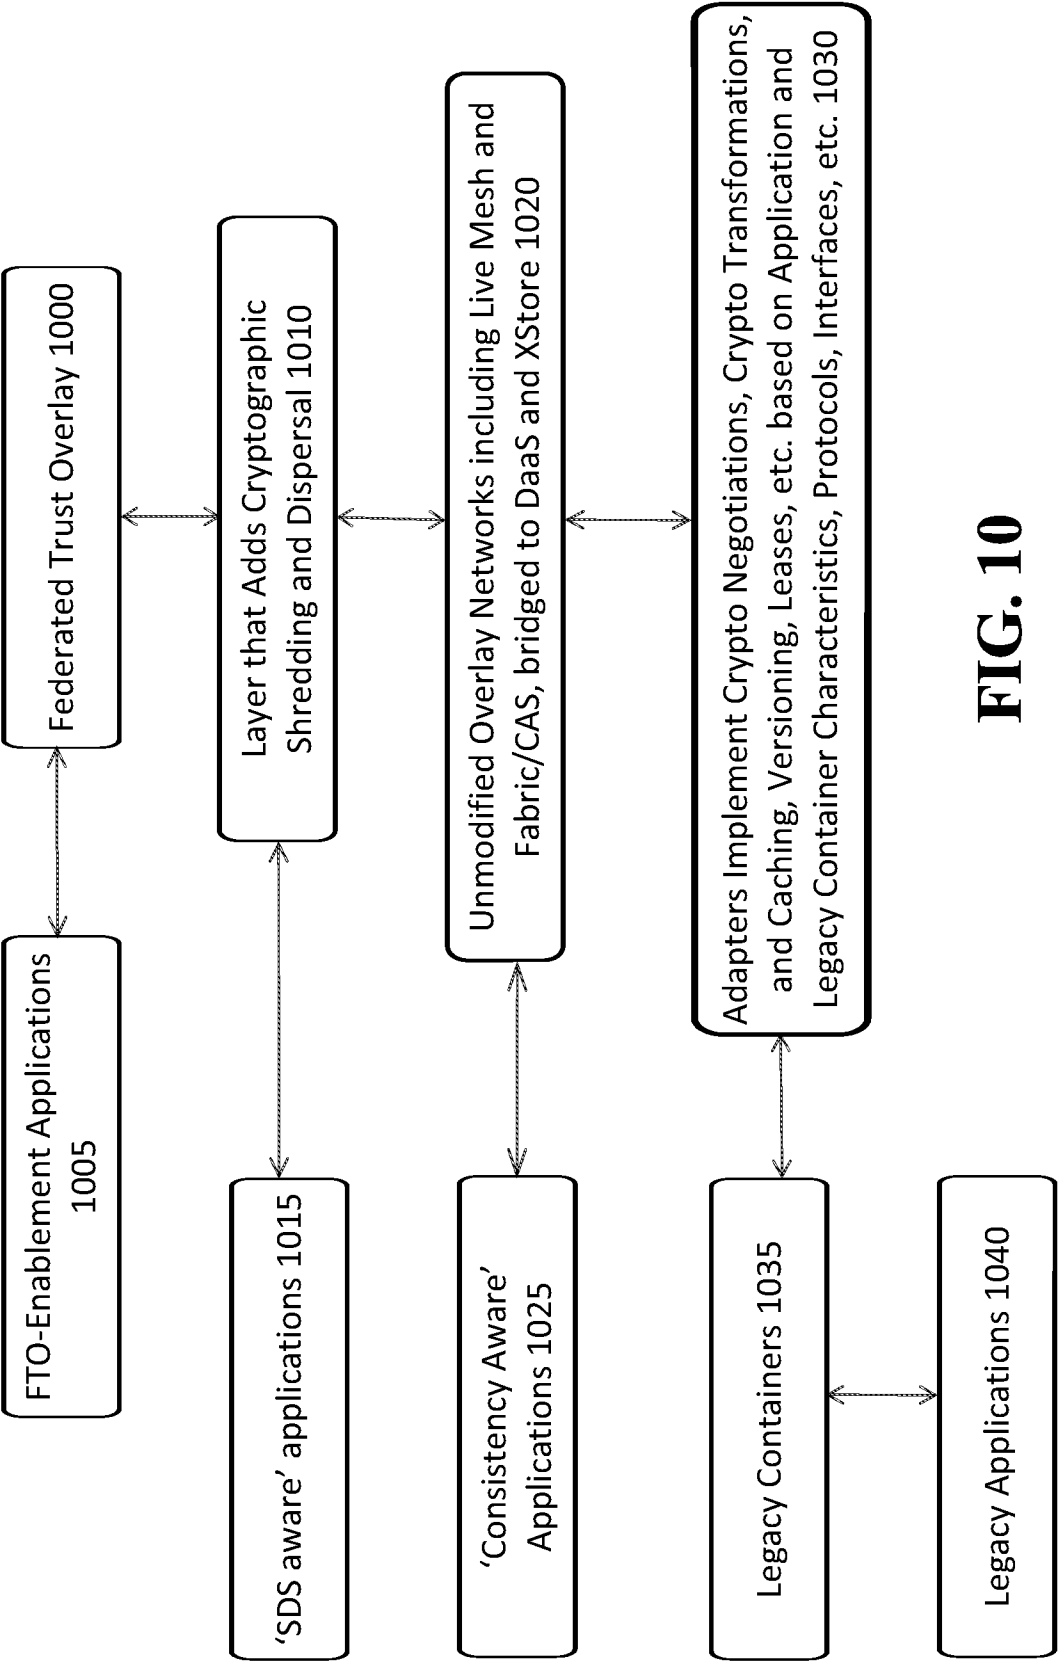 FTO-Enablement Applications
1005
Federated Trust Overlay 1000
‘SDS aware’ applications 1015
Layer that Adds Cryptographic
Shredding and Dispersal 1010
‘Consistency Aware’
Applications 1025
Unmodified Overlay Networks including Live Mesh and
Fabric/CAS, bridged to DaaS and XStore 1020
Legacy Containers 1035
Adapters Implement Crypto Negotiations, Crypto Transformations,
and Caching, Versioning, Leases, etc. based on Application and
Legacy Container Characteristics, Protocols, Interfaces, etc. 1030
Legacy Applications 1040
FIG. 10